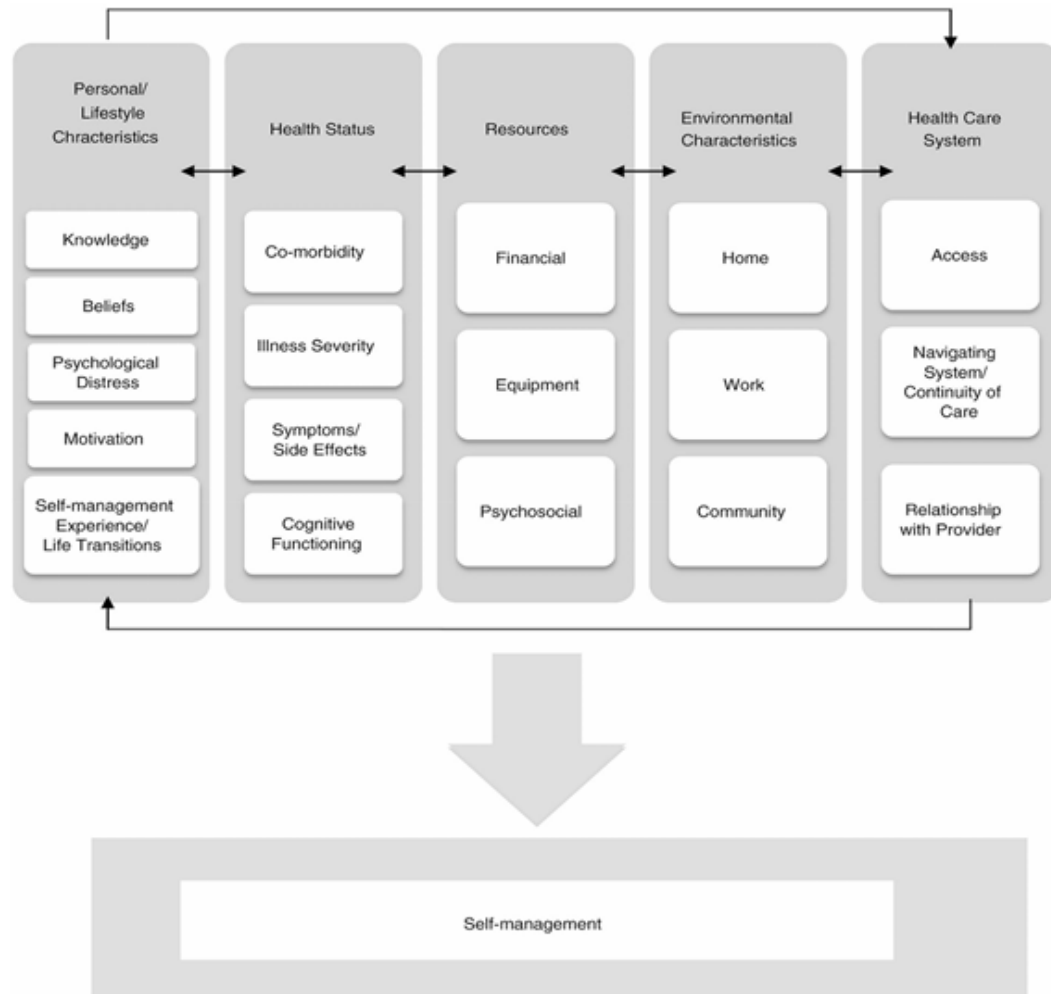 Personal/
Lifestyle
Chracteristics
Knowledge
Beliefs
Psychological
Distress
Motivation
Self-management
Experience/
Life Transitions
Health Status
Co-morbidity
Illness Severity
Symptoms/
Side Effects
Cognitive
Functioning
Resources
Financial
Equipment
Psychosocial
Environmental
Characteristics
Home
Work
Community
Health Care
System
Access
Navigating
System/
Continuity of
Care
Relationship
with Provider
Self-management